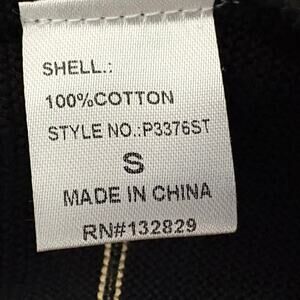 SHELL.:
100%COTTON
STYLE NO.:P3376ST
S
MADE IN CHINA
RN#132829